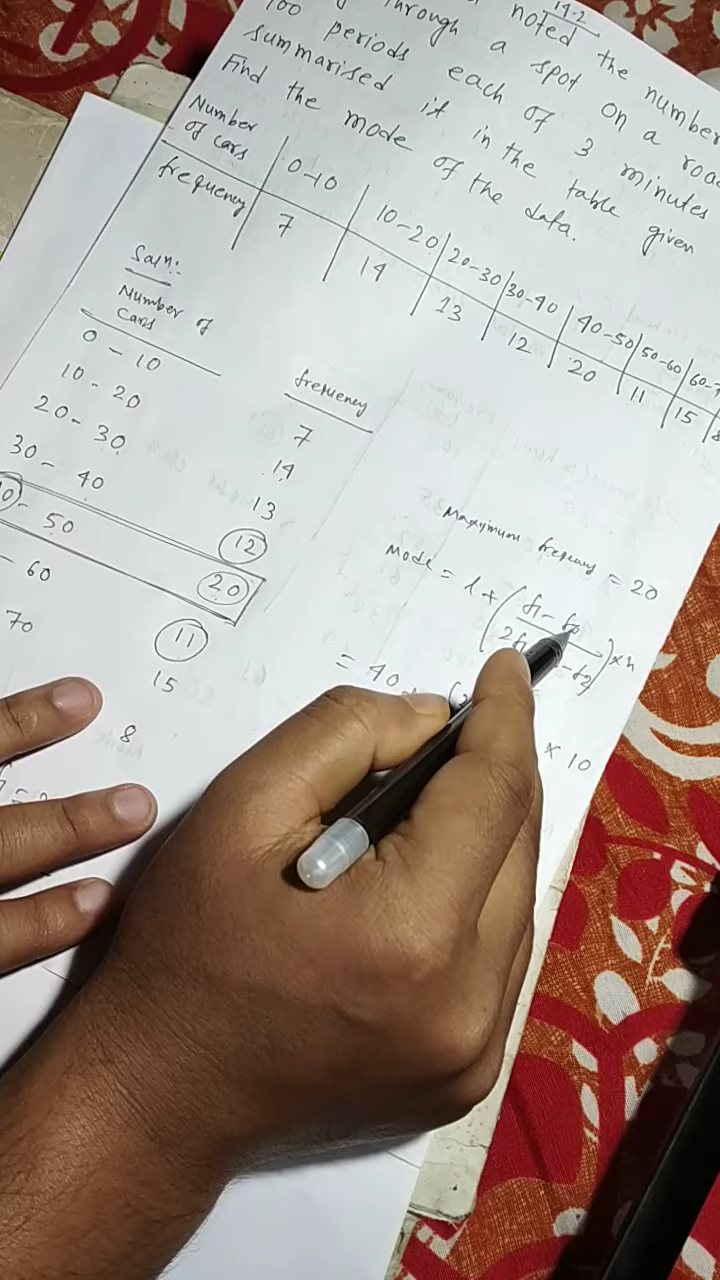 14.2
noted the number
through a spot on a road
100 periods each of 3 minutes
summarised it in the table given
Find the mode of the data.
Number of cars 0-10 10-20 20-30 30-40 40-50 50-60
frequency 7 14 13 12 20 11 15 8
Soln:-
Number of Cars frequency
0 - 10 7
10 - 20 14
20 - 30 13
30 - 40 12
- 50 20
- 60 11
70 15
8
Maxymum frequency = 20
Mode = l + (f1 - f0 / 2f1 - f2) × h
= 40 + ( × 10